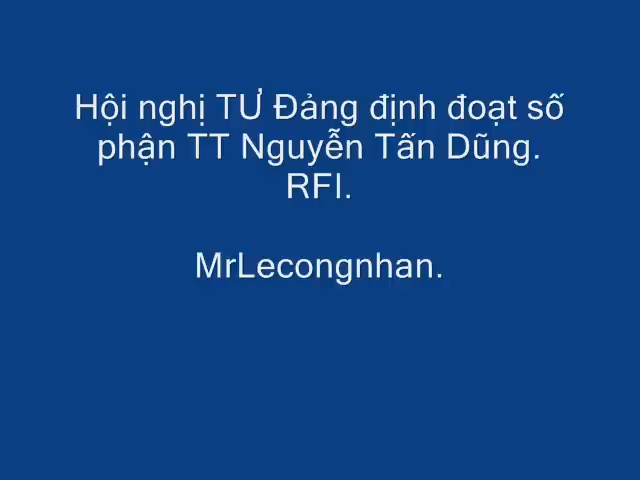 Hội nghị TƯ Đảng định đoạt số
phận TT Nguyễn Tấn Dũng.
RFI.
MrLecongnhan.